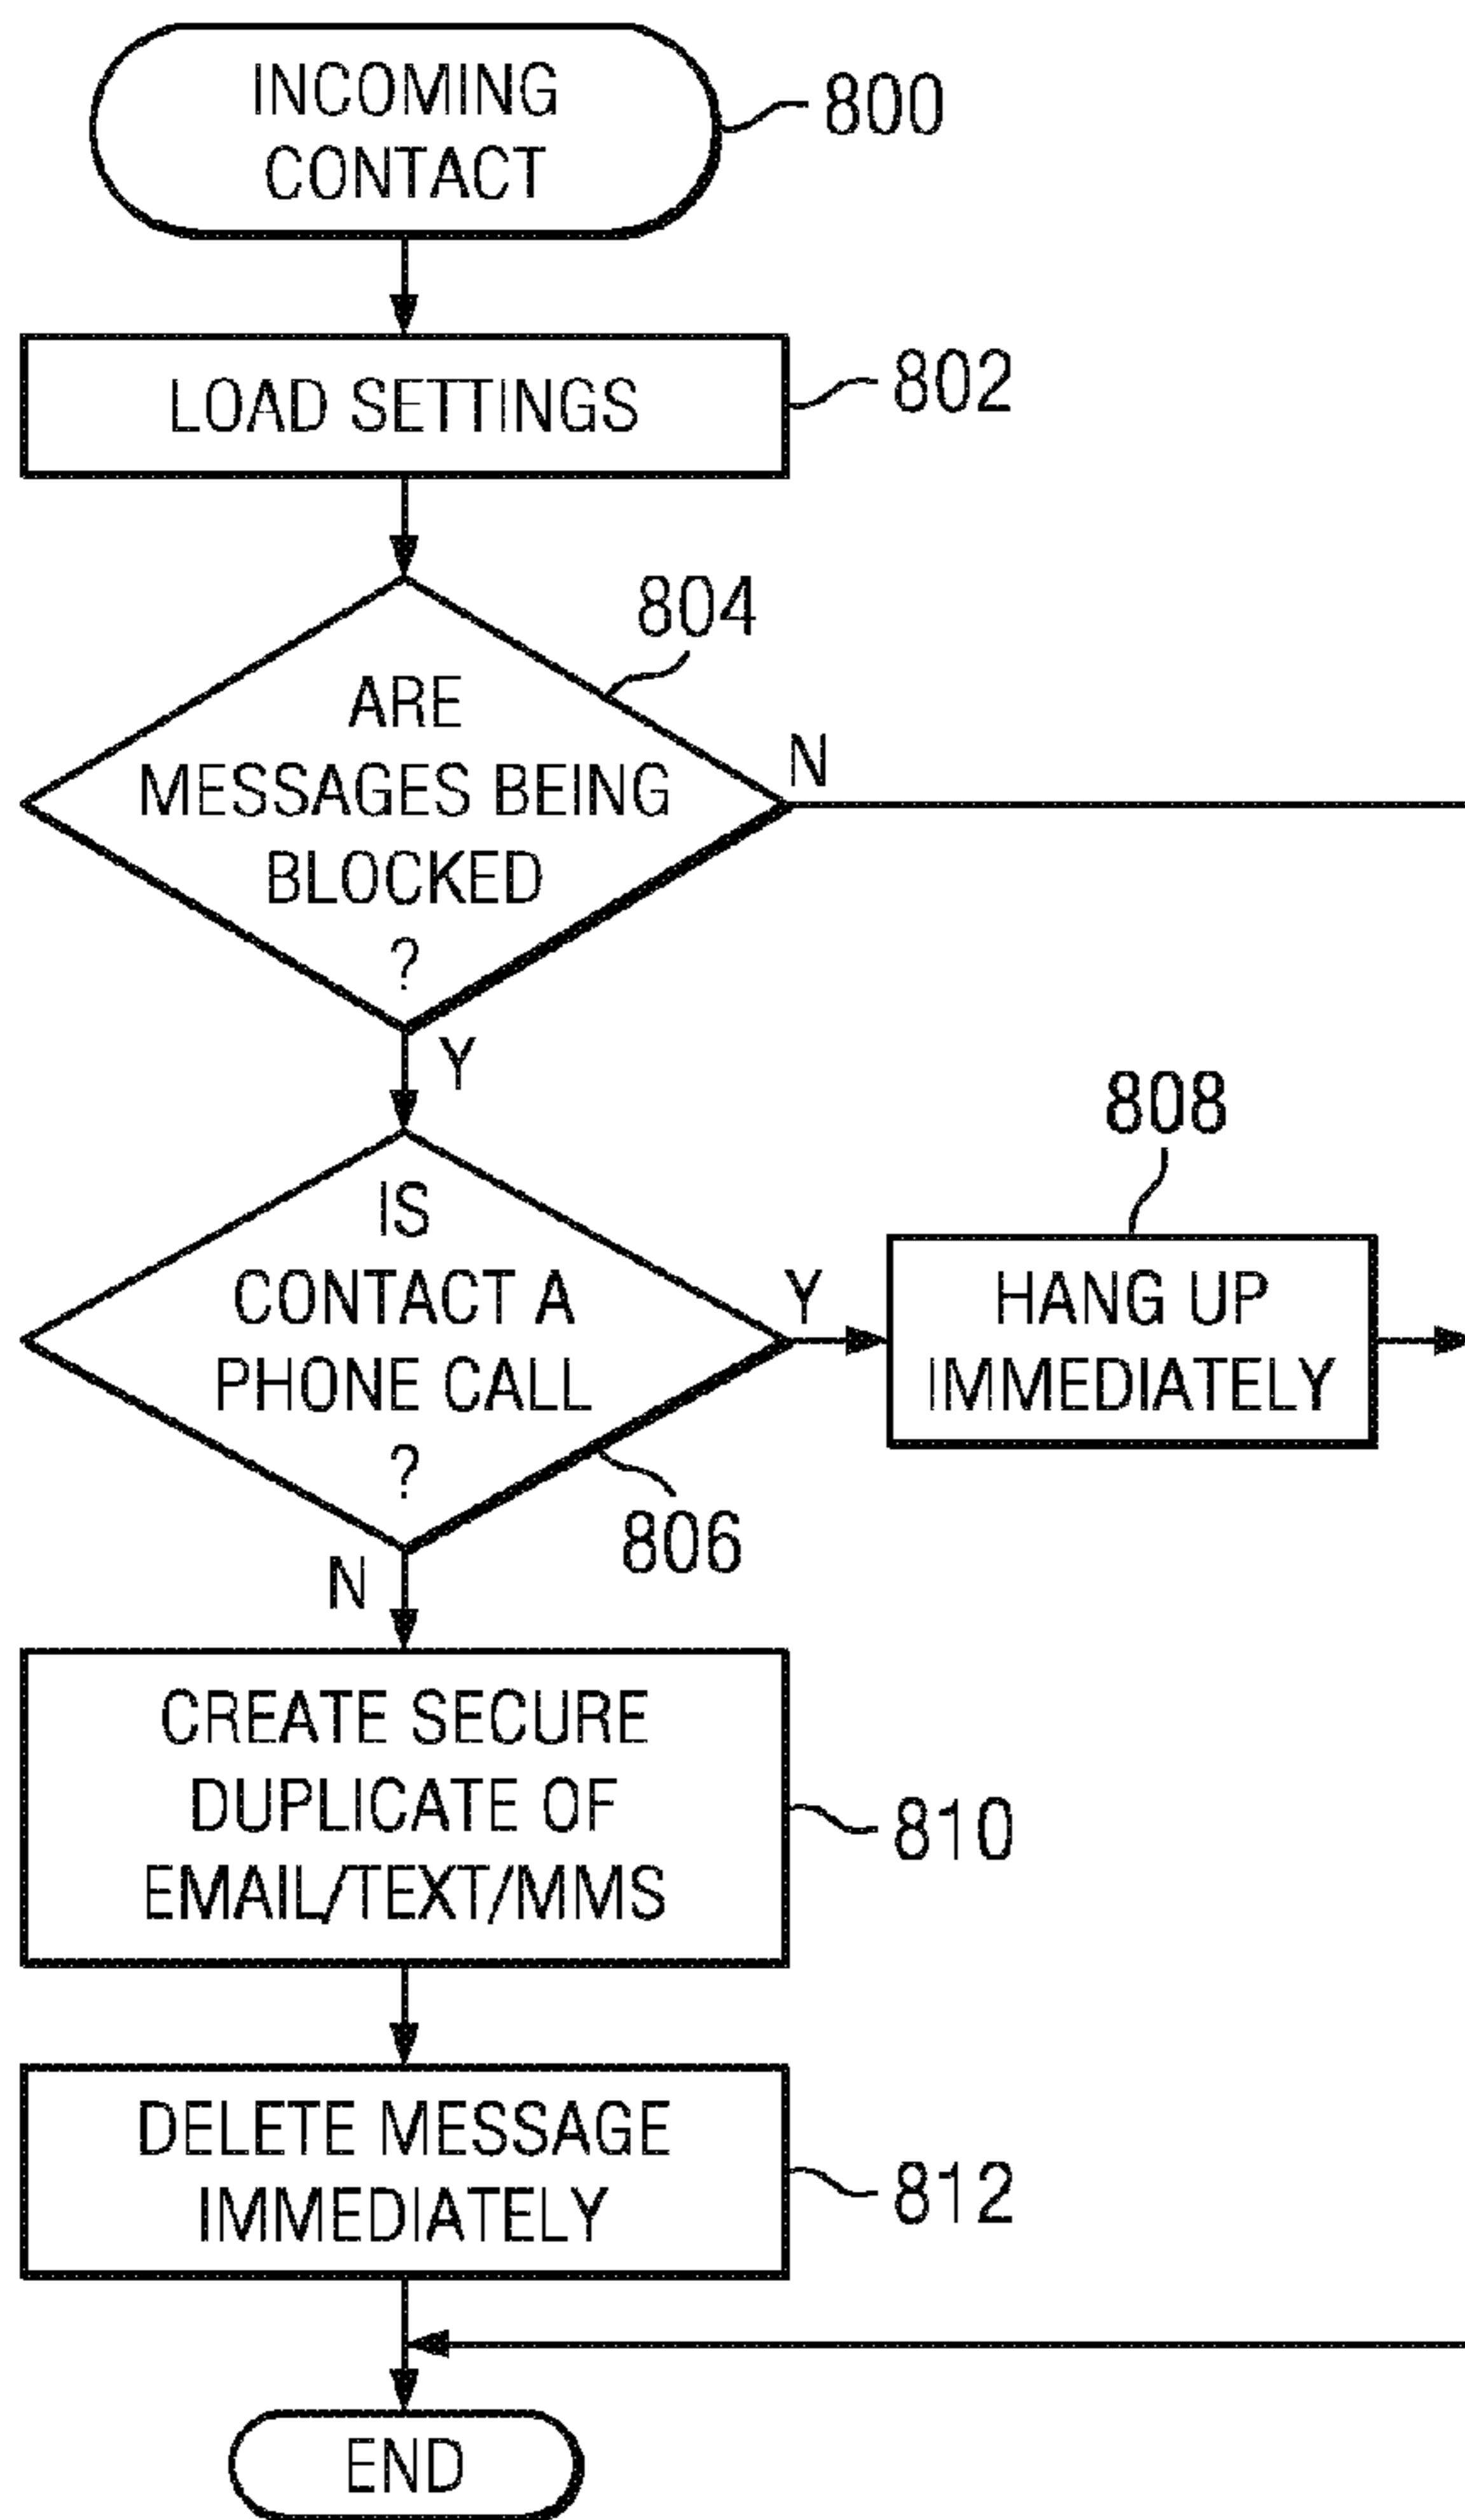 INCOMING
CONTACT
800
LOAD SETTINGS
802
804
ARE
MESSAGES BEING
BLOCKED
?
N
Y
808
IS
CONTACT A
PHONE CALL
?
Y
HANG UP
IMMEDIATELY
806
N
CREATE SECURE
DUPLICATE OF
EMAIL/TEXT/MMS
810
DELETE MESSAGE
IMMEDIATELY
812
END